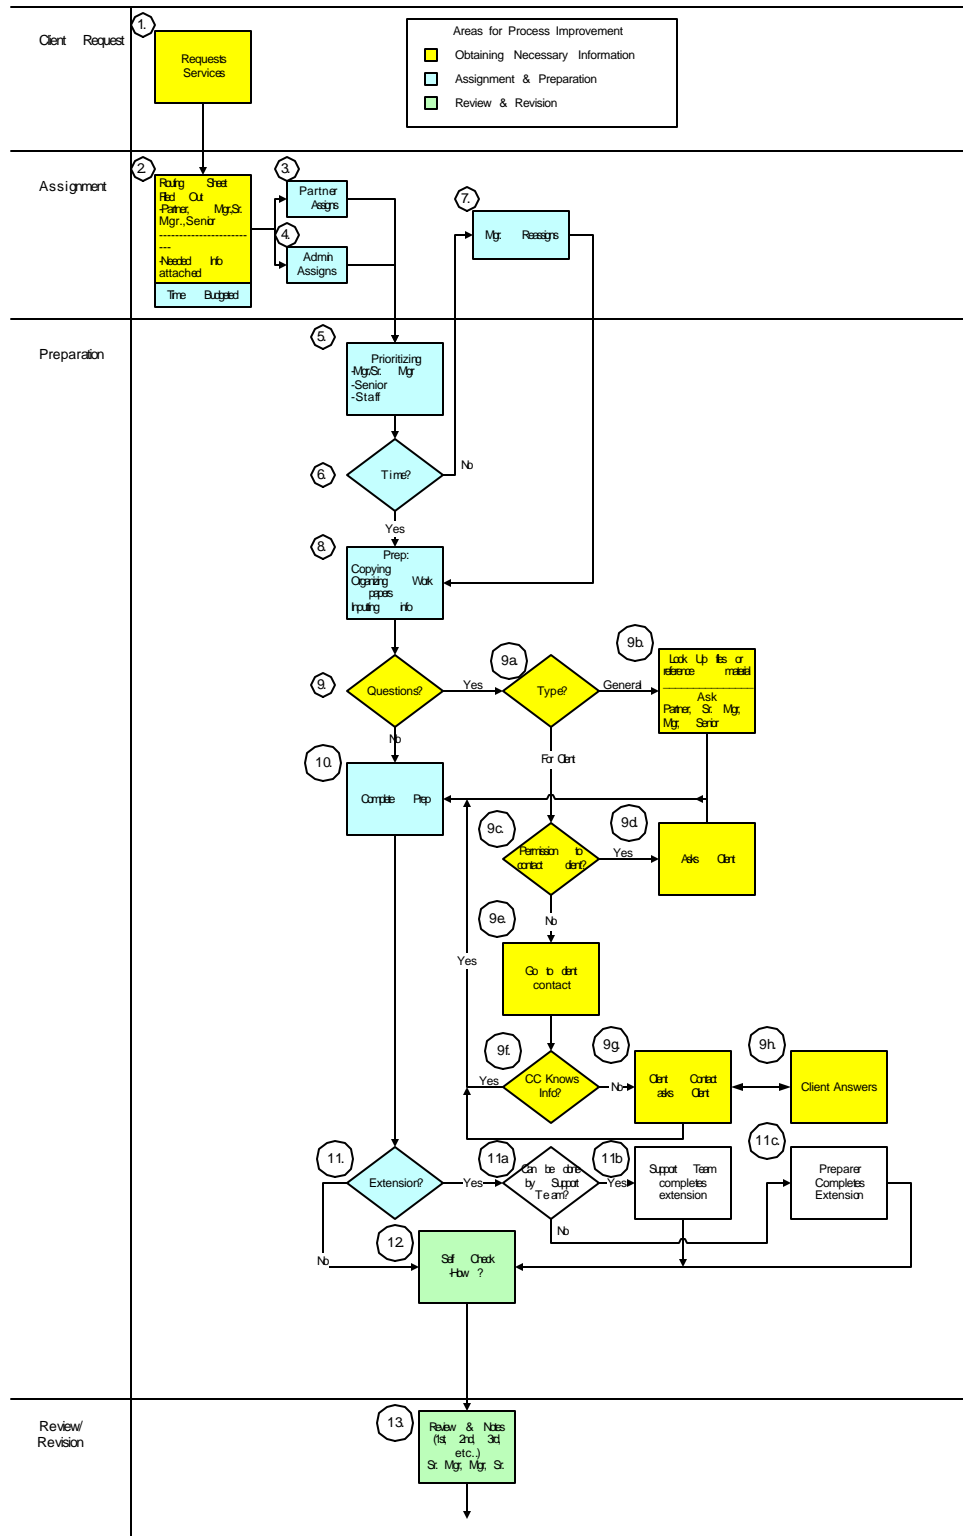 Client Request
1.
Requests
Services
Areas for Process Improvement
Obtaining Necessary Information
Assignment & Preparation
Review & Revision
Assignment
2.
Routing Sheet
Filled Out
-Partner, Mgr,Sr.
Mgr.,Senior
----------------------
---
-Needed Info
attached
Time Budgeted
3.
Partner
Assigns
4.
Admin
Assigns
7.
Mgr. Reassigns
Preparation
5.
Prioritizing
-Mgr/Sr. Mgr
-Senior
-Staff
6.
Time?
No
Yes
8.
Prep:
Copying
Organizing Work
papers
Inputing info
9.
Questions?
Yes
9a.
Type?
General
9b.
Look Up files or
reference material
Ask
Partner, Sr. Mgr,
Mgr, Senior
No
For Client
10.
Complete Prep
9c.
Permission to
contact client?
Yes
9d.
Asks Client
No
9e.
Go to client
contact
Yes
9f.
CC Knows
Info?
Yes
No
9g.
Client Contact
asks Client
9h.
Client Answers
11.
Extension?
Yes
11a
Can be done
by Support
Team?
11b
Yes
Support Team
completes
extension
11c.
Preparer
Completes
Extension
No
No
12.
Self Check
-How ?
Review/
Revision
13.
Review & Notes
(1st, 2nd, 3rd,
etc..)
Sr. Mgr, Mgr, Sr.